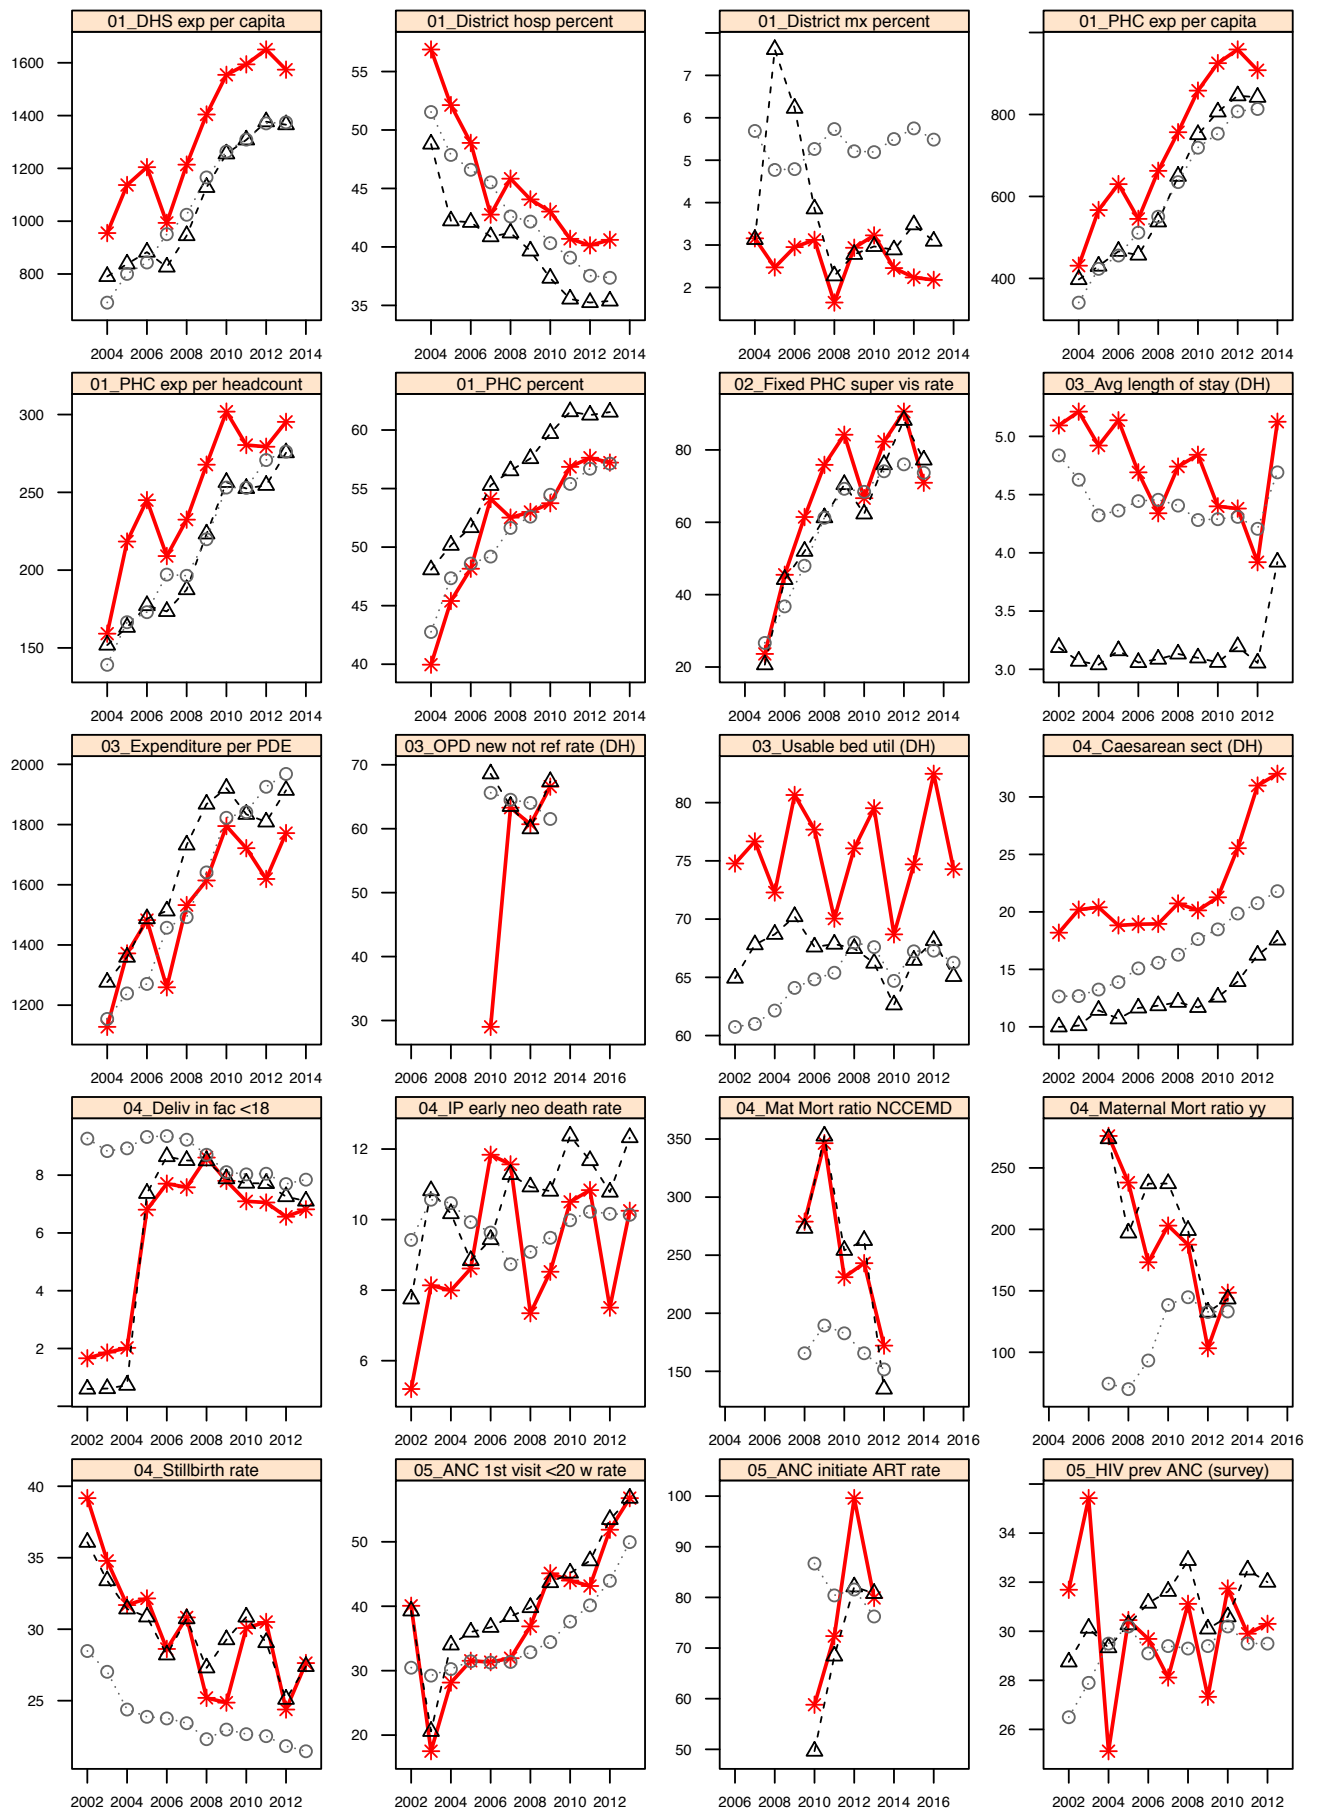 01_DHS exp per capita
1600
1400
1200
1000
800
2004 2006 2008 2010 2012 2014
01_District hosp percent
55
50
45
40
35
2004 2006 2008 2010 2012 2014
01_District mx percent
7
6
5
4
3
2
2004 2006 2008 2010 2012 2014
01_PHC exp per capita
800
600
400
2004 2006 2008 2010 2012 2014
01_PHC exp per headcount
300
250
200
150
2004 2006 2008 2010 2012 2014
01_PHC percent
60
55
50
45
40
2004 2006 2008 2010 2012 2014
02_Fixed PHC super vis rate
80
60
40
20
2004 2006 2008 2010 2012 2014
03_Avg length of stay (DH)
5.0
4.5
4.0
3.5
3.0
2002 2004 2006 2008 2010 2012
03_Expenditure per PDE
2000
1800
1600
1400
1200
2004 2006 2008 2010 2012 2014
03_OPD new not ref rate (DH)
70
60
50
40
30
2006 2008 2010 2012 2014 2016
03_Usable bed util (DH)
80
75
70
65
60
2002 2004 2006 2008 2010 2012
04_Caesarean sect (DH)
30
25
20
15
10
2002 2004 2006 2008 2010 2012
04_Deliv in fac <18
8
6
4
2
2002 2004 2006 2008 2010 2012
04_IP early neo death rate
12
10
8
6
2002 2004 2006 2008 2010 2012
04_Mat Mort ratio NCCEMD
350
300
250
200
150
2004 2006 2008 2010 2012 2014 2016
04_Maternal Mort ratio yy
250
200
150
100
2004 2006 2008 2010 2012 2014 2016
04_Stillbirth rate
40
35
30
25
2002 2004 2006 2008 2010 2012
05_ANC 1st visit <20 w rate
50
40
30
20
2002 2004 2006 2008 2010 2012
05_ANC initiate ART rate
100
90
80
70
60
50
2006 2008 2010 2012 2014 2016
05_HIV prev ANC (survey)
34
32
30
28
26
2002 2004 2006 2008 2010 2012